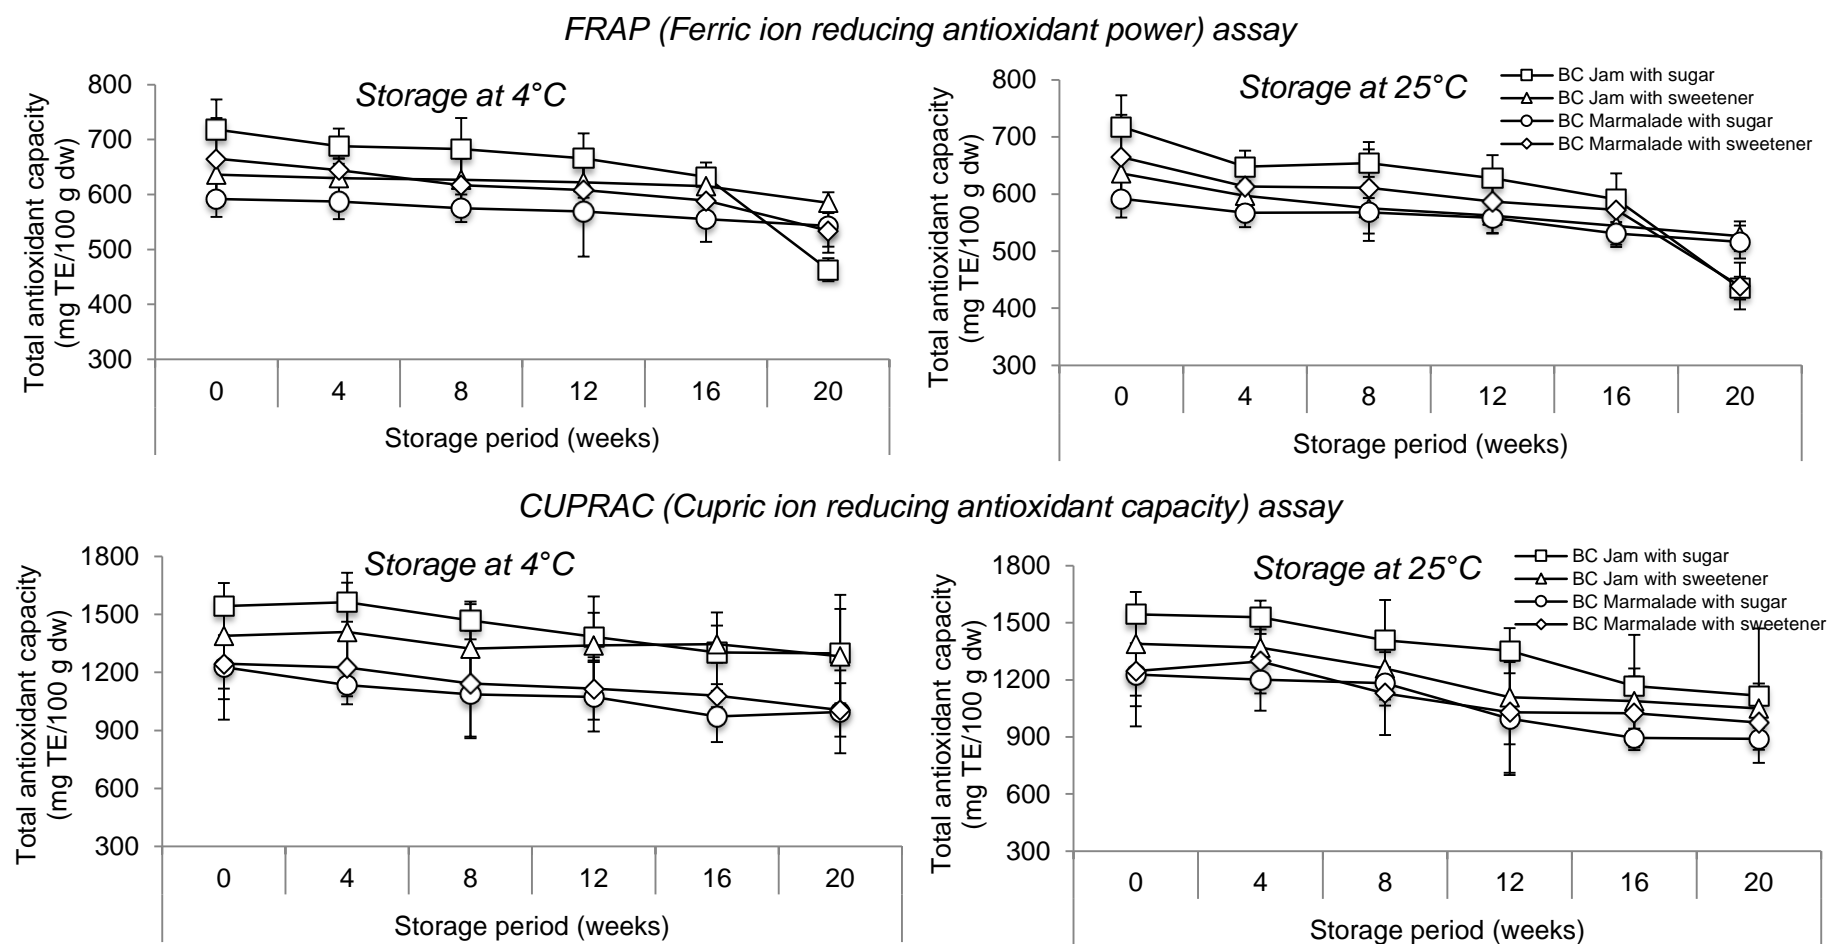 FRAP (Ferric ion reducing antioxidant power) assay
Storage at 4°C
Total antioxidant capacity
(mg TE/100 g dw)
800
700
600
500
400
300
0 4 8 12 16 20
Storage period (weeks)
Storage at 25°C
BC Jam with sugar
BC Jam with sweetener
BC Marmalade with sugar
BC Marmalade with sweetener
Total antioxidant capacity
(mg TE/100 g dw)
800
700
600
500
400
300
0 4 8 12 16 20
Storage period (weeks)
CUPRAC (Cupric ion reducing antioxidant capacity) assay
Storage at 4°C
Total antioxidant capacity
(mg TE/100 g dw)
1800
1500
1200
900
600
300
0 4 8 12 16 20
Storage period (weeks)
Storage at 25°C
BC Jam with sugar
BC Jam with sweetener
BC Marmalade with sugar
BC Marmalade with sweetener
Total antioxidant capacity
(mg TE/100 g dw)
1800
1500
1200
900
600
300
0 4 8 12 16 20
Storage period (weeks)